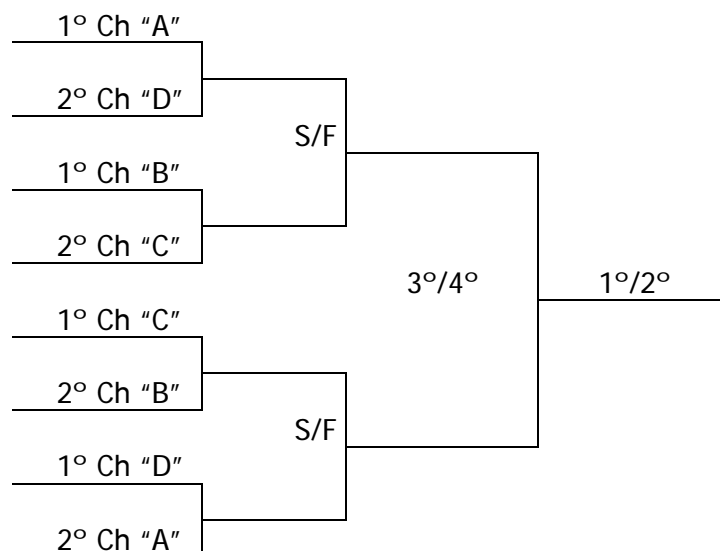 1º Ch “A”
2º Ch “D”
S/F
1º Ch “B”
2º Ch “C”
3º/4º 1º/2º
1º Ch “C”
2º Ch “B”
S/F
1º Ch “D”
2º Ch “A”